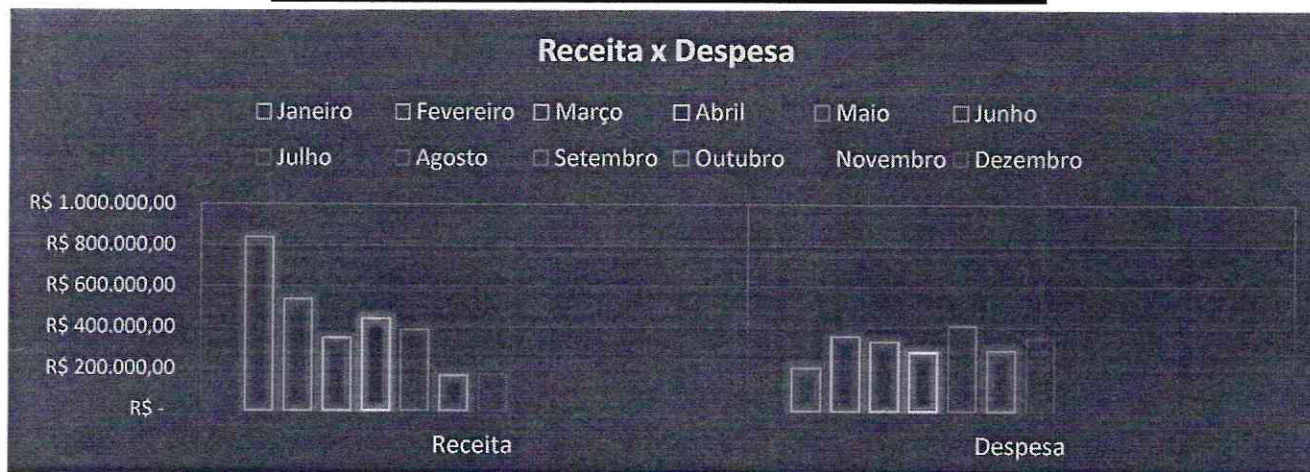 Receita x Despesa
Janeiro Fevereiro Março Abril Maio Junho
Julho Agosto Setembro Outubro Novembro Dezembro
R$ 1.000.000,00
R$ 800.000,00
R$ 600.000,00
R$ 400.000,00
R$ 200.000,00
R$ -
Receita Despesa